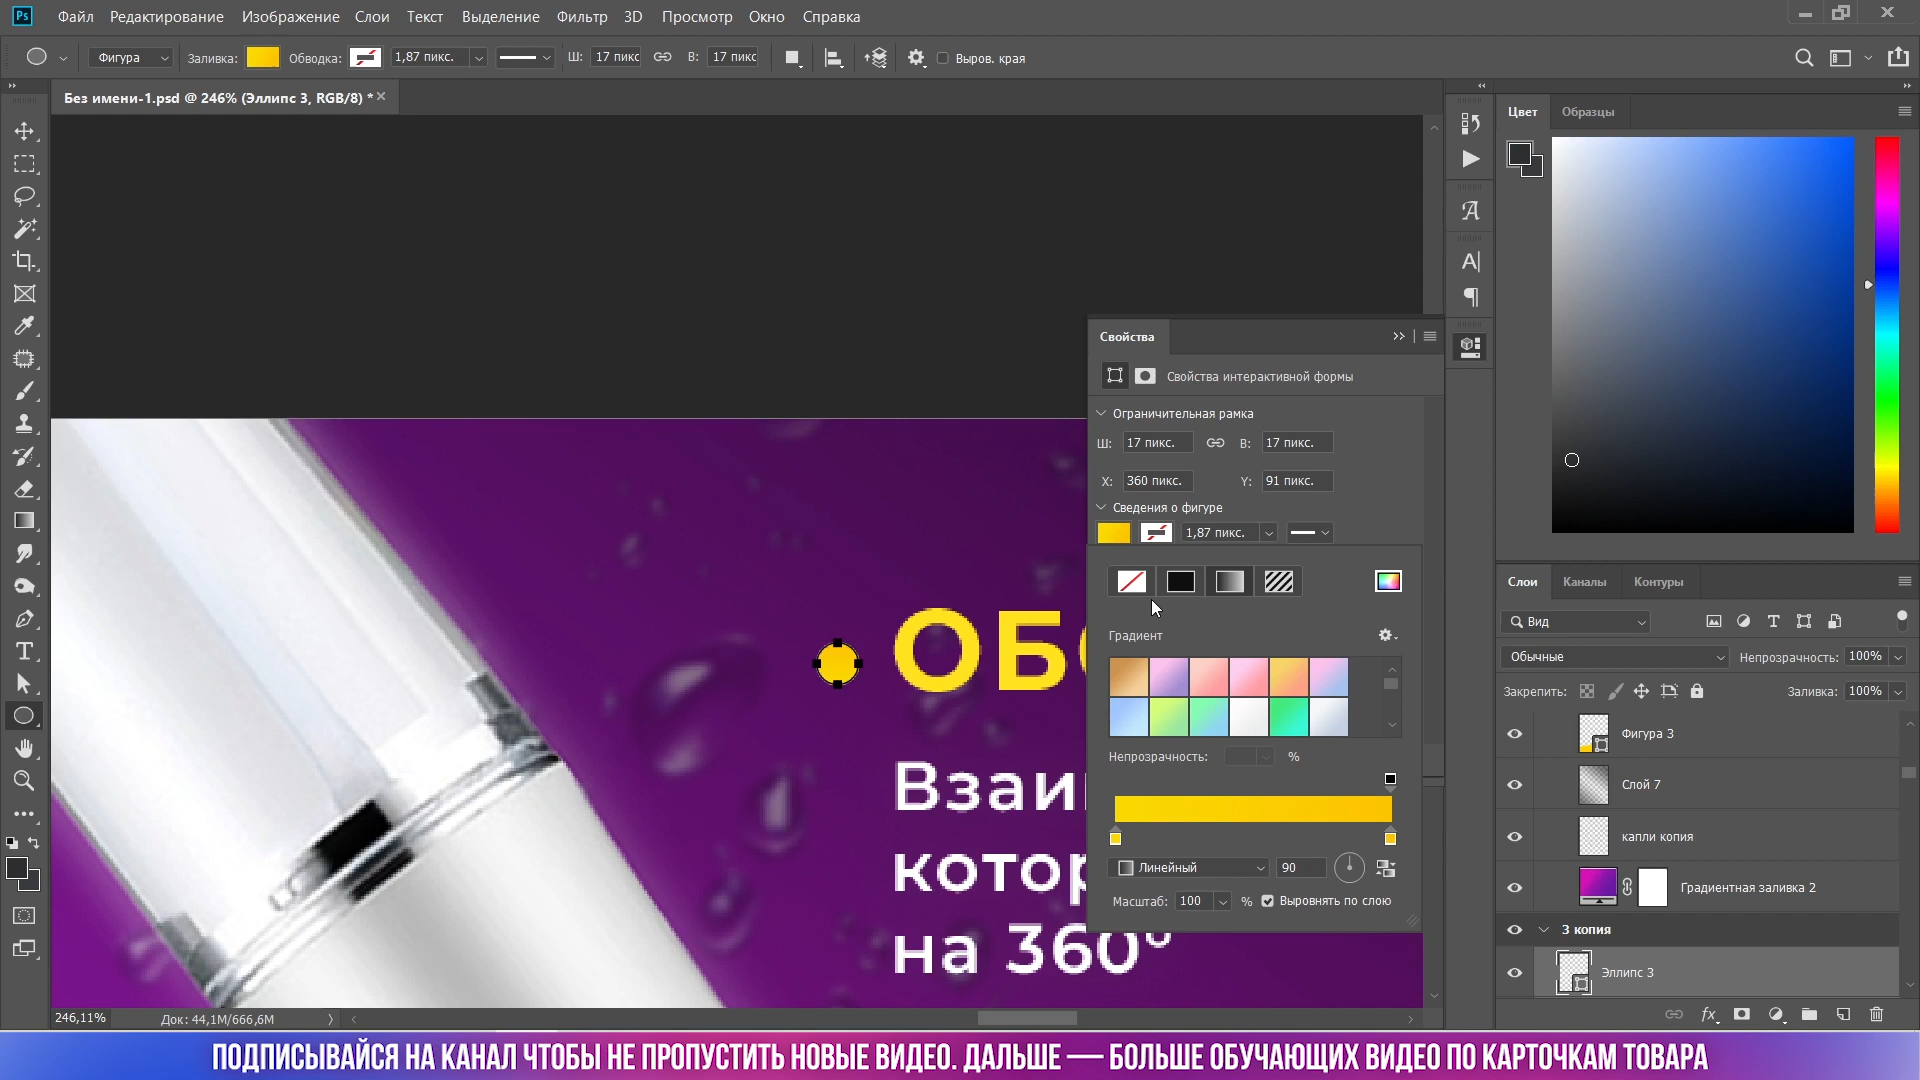 Ps Файл Редактирование Изображение Слои Текст Выделение Фильтр 3D Просмотр Окно Справка
Фигура Заливка: Обводка: 1,87 пикс. Ш: 17 пикс В: 17 пикс Выров. края
Без имени-1.psd @ 246% (Эллипс 3, RGB/8) *
Цвет Образцы
Свойства
Свойства интерактивной формы
Ограничительная рамка
Ш: 17 пикс. В: 17 пикс.
X: 360 пикс. Y: 91 пикс.
Сведения о фигуре
1,87 пикс.
Градиент
Непрозрачность: %
Линейный 90
Масштаб: 100 % Выровнять по слою
Слои Каналы Контуры
Вид
Обычные Непрозрачность: 100%
Закрепить: Заливка: 100%
Фигура 3
Слой 7
капли копия
Градиентная заливка 2
3 копия
Эллипс 3
fx
ОБ
Взаи
кото
на 360°
246,11% Док: 44,1M/666,6M
ПОДПИСЫВАЙСЯ НА КАНАЛ ЧТОБЫ НЕ ПРОПУСТИТЬ НОВЫЕ ВИДЕО. ДАЛЬШЕ — БОЛЬШЕ ОБУЧАЮЩИХ ВИДЕО ПО КАРТОЧКАМ ТОВАРА